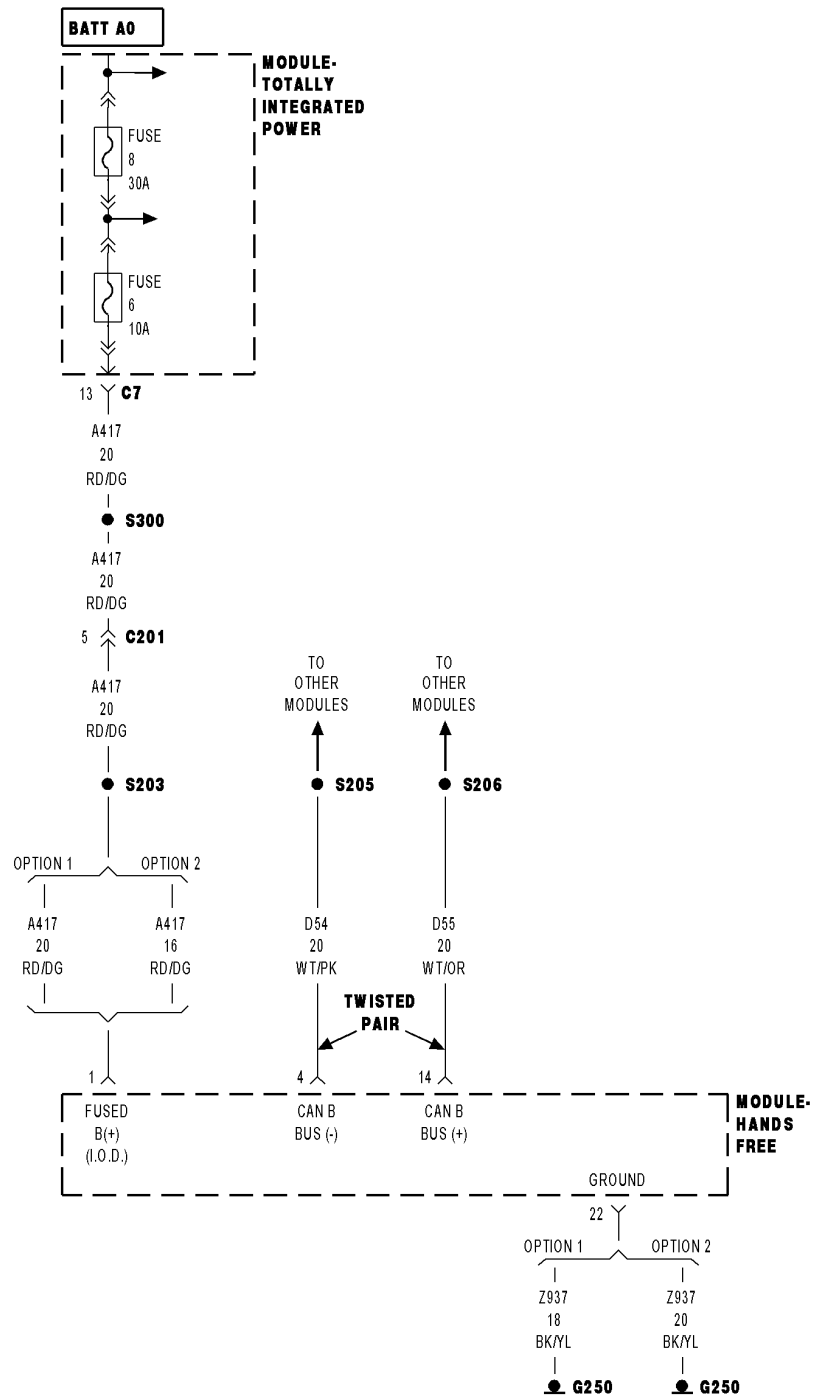 BATT A0
MODULE-
TOTALLY
INTEGRATED
POWER
FUSE
8
30A
FUSE
6
10A
13 C7
A417
20
RD/DG
S300
A417
20
RD/DG
5 C201
A417
20
RD/DG
S203
TO
OTHER
MODULES
TO
OTHER
MODULES
S205
S206
OPTION 1
OPTION 2
A417
20
RD/DG
A417
16
RD/DG
D54
20
WT/PK
D55
20
WT/OR
TWISTED
PAIR
1
4
14
FUSED
B(+)
(I.O.D.)
CAN B
BUS (-)
CAN B
BUS (+)
MODULE-
HANDS
FREE
GROUND
22
OPTION 1
OPTION 2
Z937
18
BK/YL
Z937
20
BK/YL
G250
G250